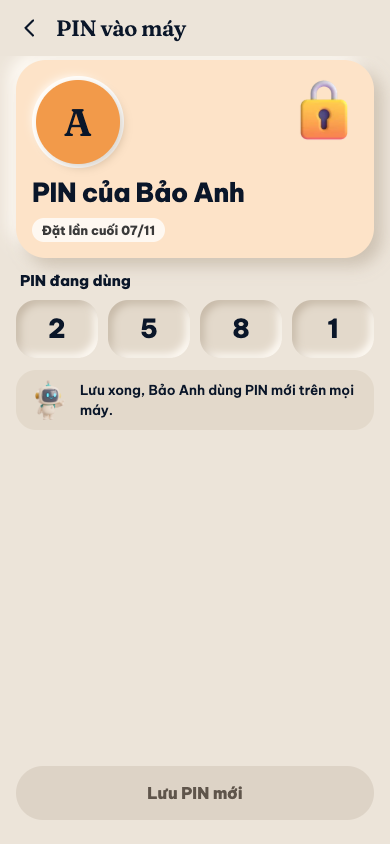 PIN vào máy
A
PIN của Bảo Anh
Đặt lần cuối 07/11
PIN đang dùng
2 5 8 1
Lưu xong, Bảo Anh dùng PIN mới trên mọi
máy.
Lưu PIN mới